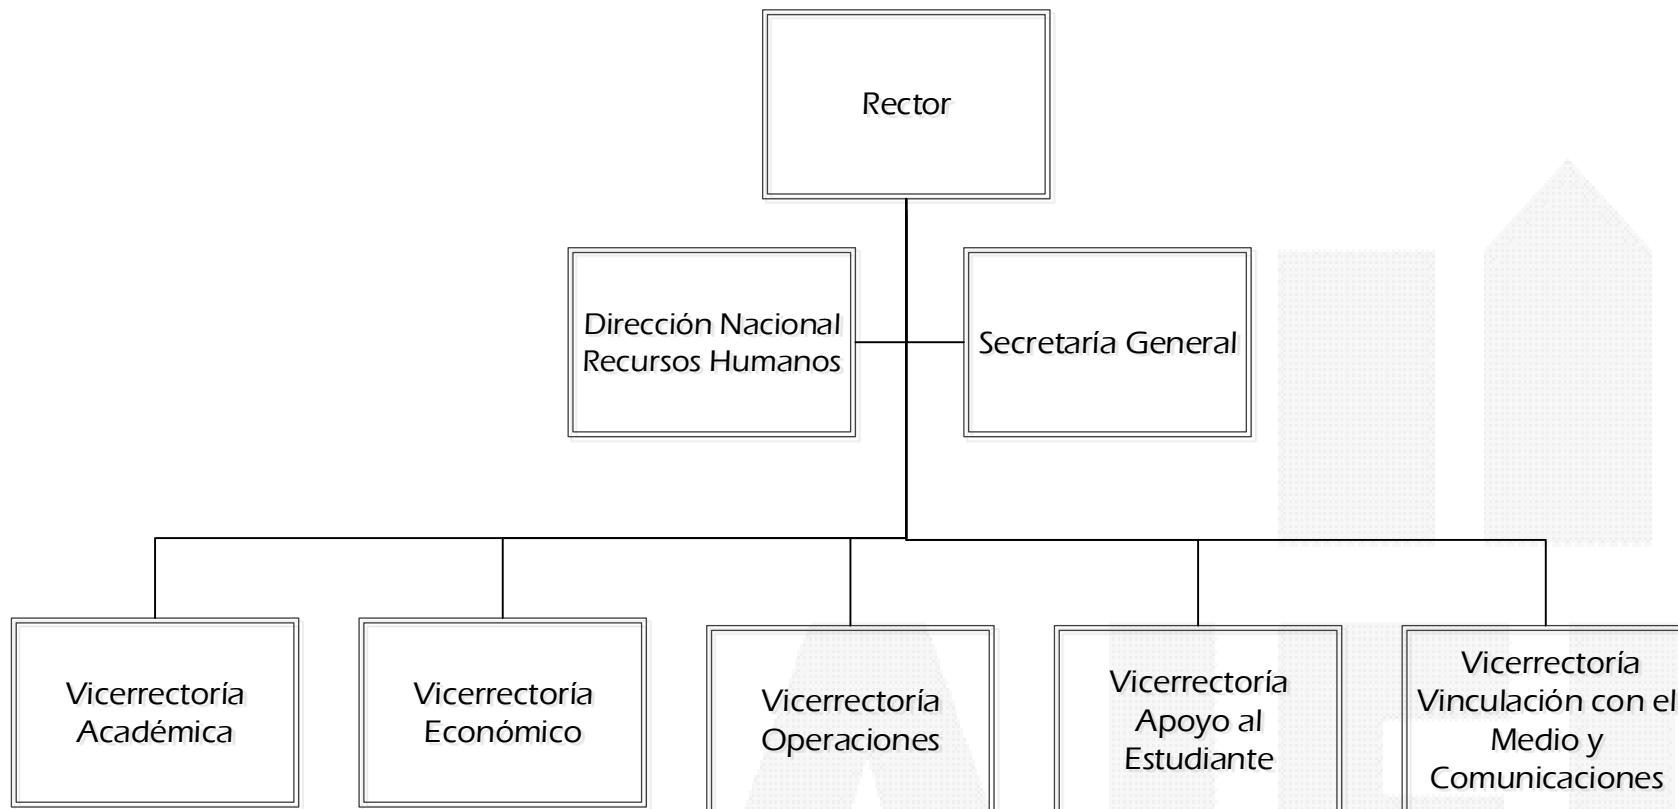 Rector
Dirección Nacional
Recursos Humanos
Secretaría General
Vicerrectoría
Académica
Vicerrectoría
Económico
Vicerrectoría
Operaciones
Vicerrectoría
Apoyo al
Estudiante
Vicerrectoría
Vinculación con el
Medio y
Comunicaciones